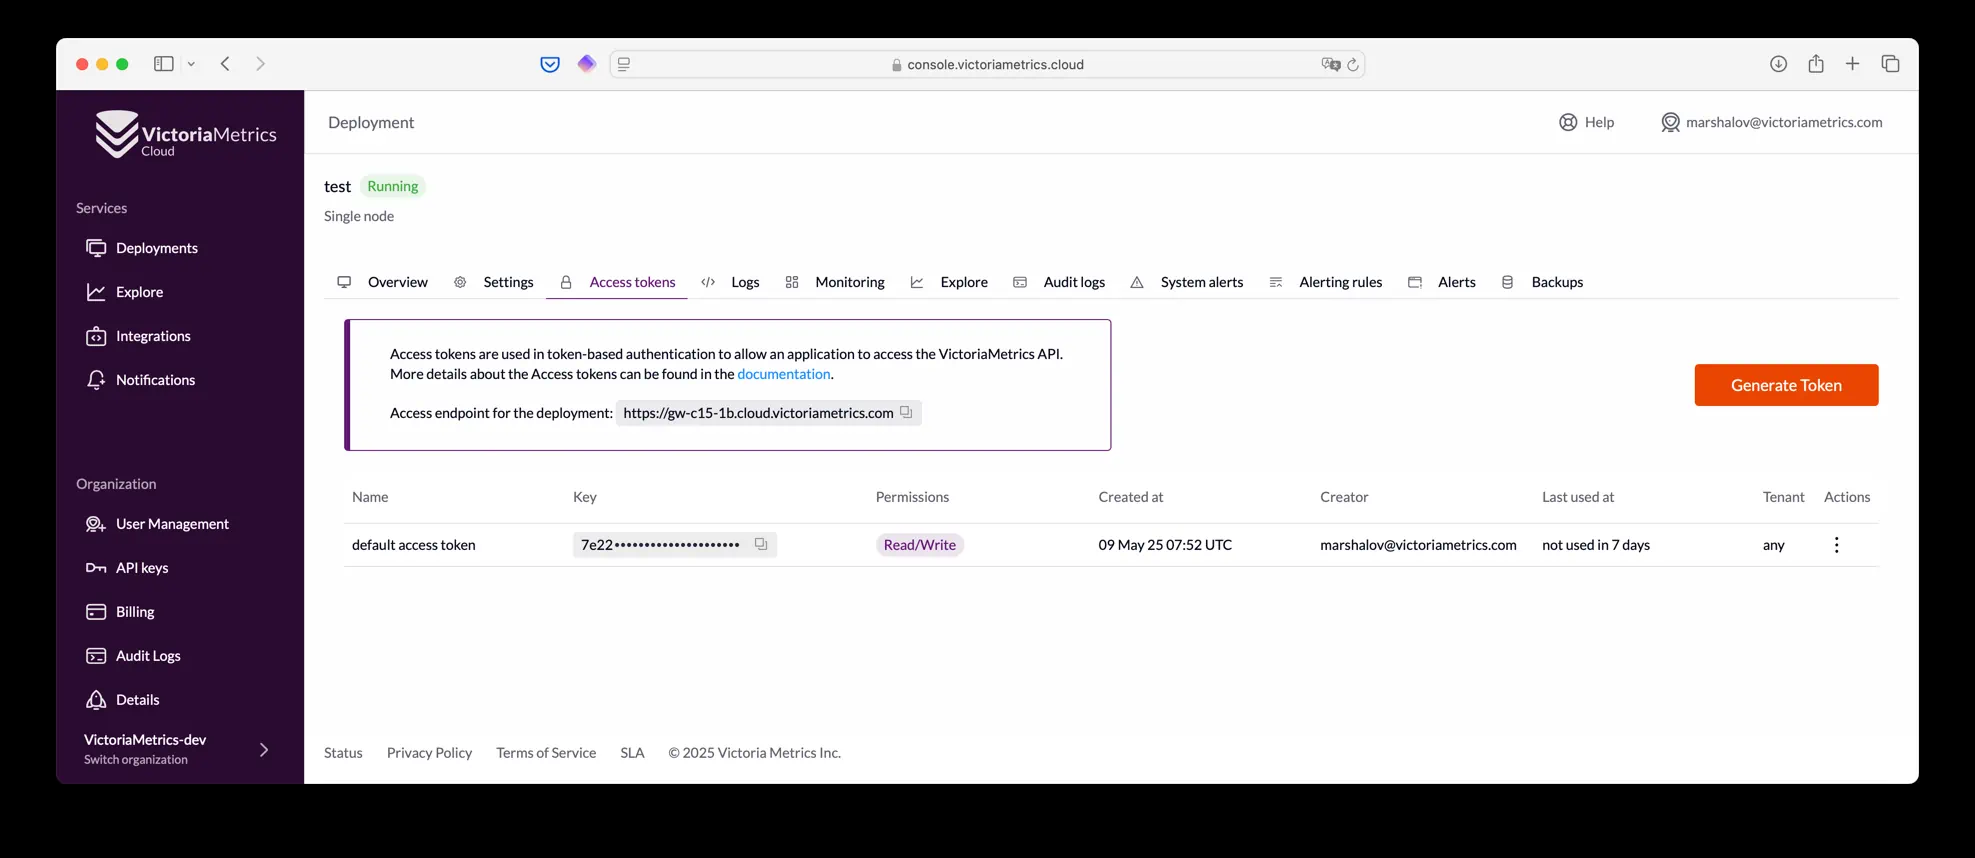 console.victoriametrics.cloud
VictoriaMetrics
Cloud
Services
Deployments
Explore
Integrations
Notifications
Organization
User Management
API keys
Billing
Audit Logs
Details
VictoriaMetrics-dev
Switch organization
Deployment
Help
marshalov@victoriametrics.com
test Running
Single node
Overview Settings Access tokens Logs Monitoring Explore Audit logs System alerts Alerting rules Alerts Backups
Access tokens are used in token-based authentication to allow an application to access the VictoriaMetrics API.
More details about the Access tokens can be found in the documentation.
Access endpoint for the deployment: https://gw-c15-1b.cloud.victoriametrics.com
Generate Token
Name Key Permissions Created at Creator Last used at Tenant Actions
default access token 7e22••••••••••••••••••••• Read/Write 09 May 25 07:52 UTC marshalov@victoriametrics.com not used in 7 days any
Status Privacy Policy Terms of Service SLA © 2025 Victoria Metrics Inc.